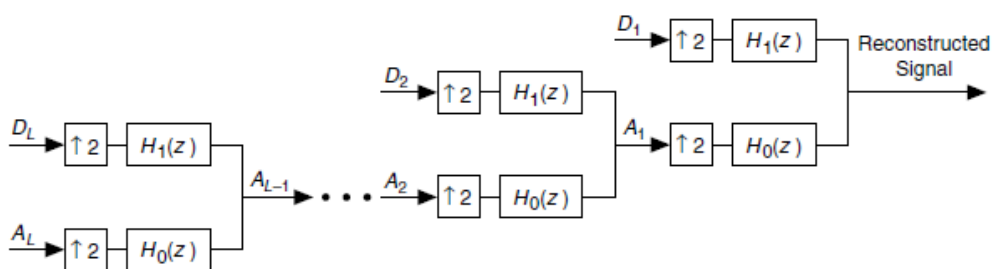 D1 ↑2 H1(z)
Reconstructed
Signal
D2 ↑2 H1(z)
A1 ↑2 H0(z)
DL ↑2 H1(z)
AL–1 • • • A2 ↑2 H0(z)
AL ↑2 H0(z)